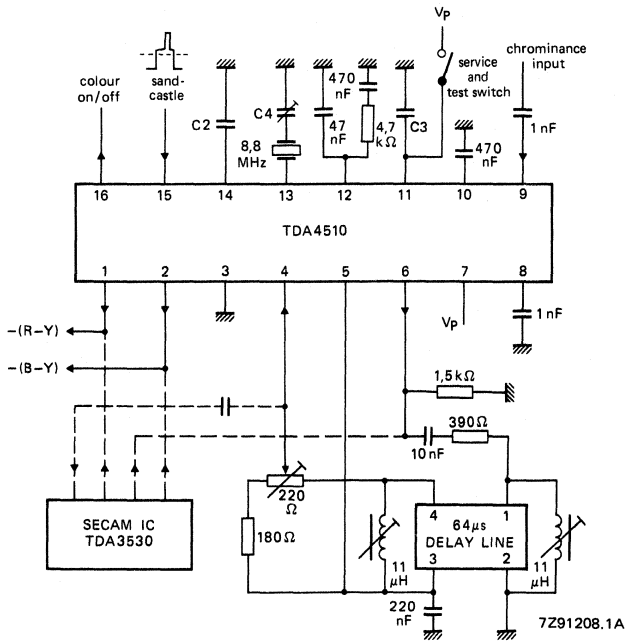 VP
colour
on/off
sand-
castle
C2
C4
8,8
MHz
470
nF
47
nF
4,7
kΩ
C3
service
and
test switch
470
nF
chrominance
input
1 nF
16
15
14
13
12
11
10
9
TDA4510
1
2
3
4
5
6
7
8
VP
1 nF
–(R–Y)
–(B–Y)
1,5 kΩ
390Ω
10 nF
220
Ω
180Ω
SECAM IC
TDA3530
11
μH
4
1
64μs
DELAY LINE
3
2
11
μH
220
nF
7Z91208.1A